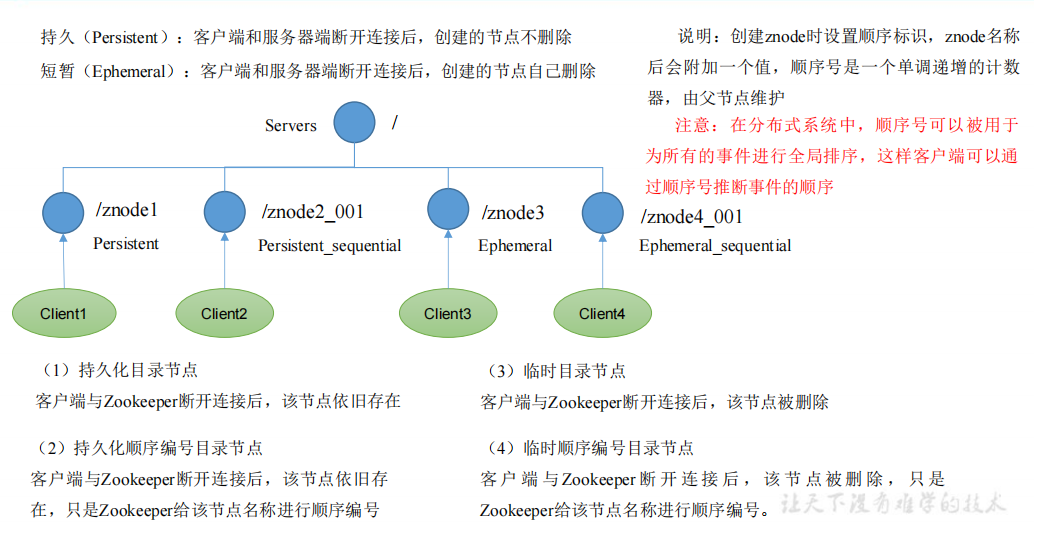 持久（Persistent）：客户端和服务器端断开连接后，创建的节点不删除
短暂（Ephemeral）：客户端和服务器端断开连接后，创建的节点自己删除
说明：创建znode时设置顺序标识，znode名称
后会附加一个值，顺序号是一个单调递增的计数
器，由父节点维护
注意：在分布式系统中，顺序号可以被用于
为所有的事件进行全局排序，这样客户端可以通
过顺序号推断事件的顺序
Servers
/
/znode1
Persistent
/znode2_001
Persistent_sequential
/znode3
Ephemeral
/znode4_001
Ephemeral_sequential
Client1
Client2
Client3
Client4
（1）持久化目录节点
客户端与Zookeeper断开连接后，该节点依旧存在
（2）持久化顺序编号目录节点
客户端与Zookeeper断开连接后，该节点依旧存
在，只是Zookeeper给该节点名称进行顺序编号
（3）临时目录节点
客户端与Zookeeper断开连接后，该节点被删除
（4）临时顺序编号目录节点
客户端与Zookeeper断开连接后，该节点被删除，只是
Zookeeper给该节点名称进行顺序编号。
让天下没有难学的技术